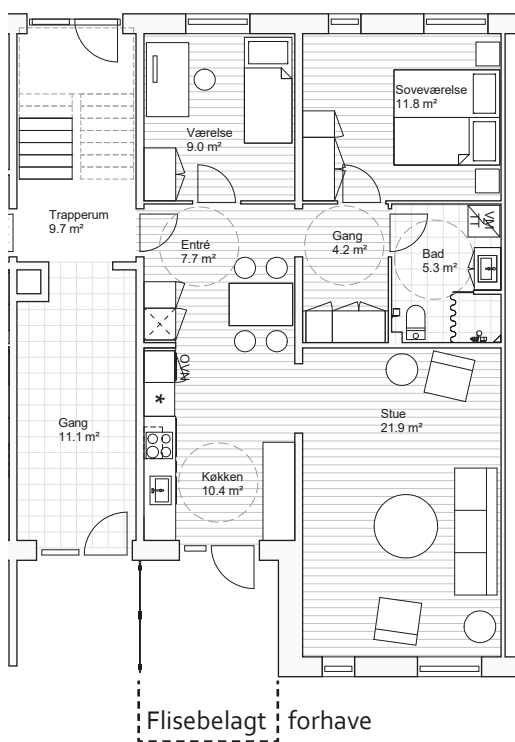 Værelse
9.0 m²
Soveværelse
11.8 m²
Trapperum
9.7 m²
Entré
7.7 m²
Gang
4.2 m²
Bad
5.3 m²
VM
TT
OVN
Gang
11.1 m²
Stue
21.9 m²
Køkken
10.4 m²
Flisebelagt forhave